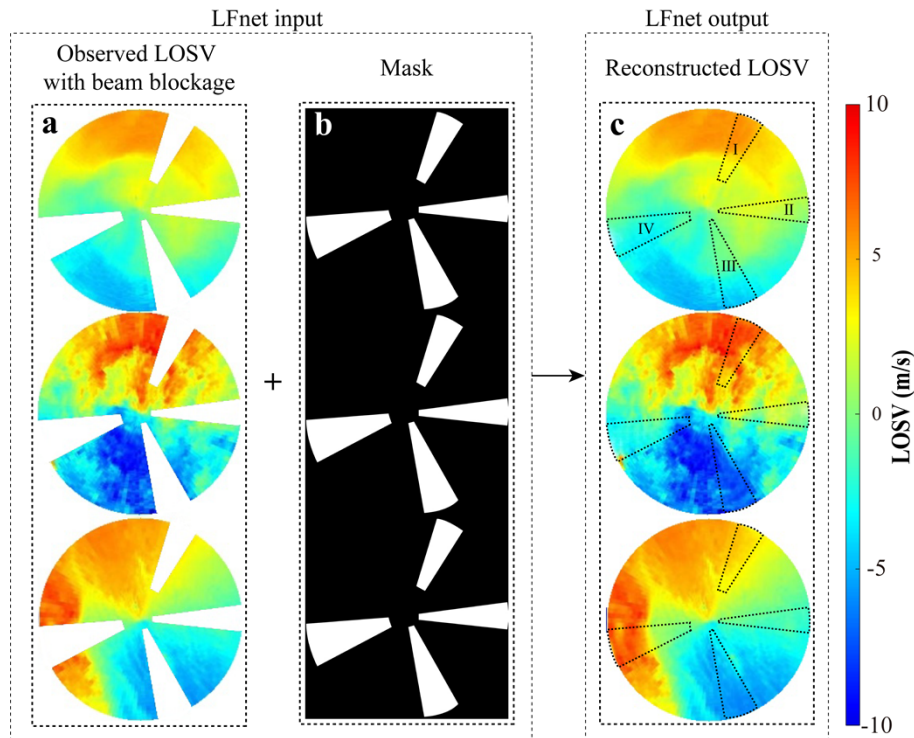 LFnet input
LFnet output
Observed LOSV
with beam blockage
Mask
Reconstructed LOSV
a
b
c
I
II
III
IV
+
10
5
0
-5
-10
LOSV (m/s)